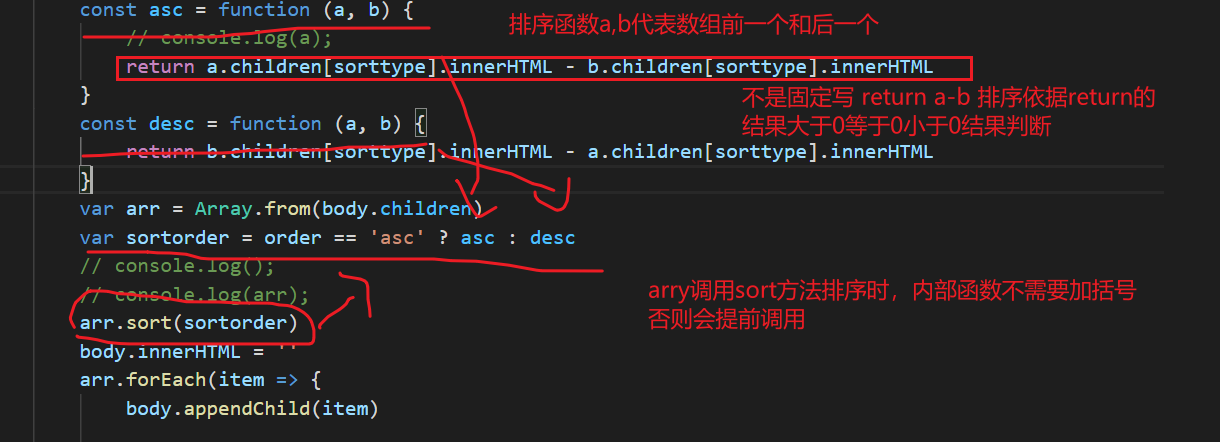 const asc = function (a, b) {
排序函数a,b代表数组前一个和后一个
// console.log(a);
return a.children[sorttype].innerHTML - b.children[sorttype].innerHTML
}
不是固定写 return a-b 排序依据return的
结果大于0等于0小于0结果判断
const desc = function (a, b) {
return b.children[sorttype].innerHTML - a.children[sorttype].innerHTML
}
var arr = Array.from(body.children)
var sortorder = order == 'asc' ? asc : desc
// console.log();
// console.log(arr);
arry调用sort方法排序时，内部函数不需要加括号
否则会提前调用
arr.sort(sortorder)
body.innerHTML = ''
arr.forEach(item => {
body.appendChild(item)